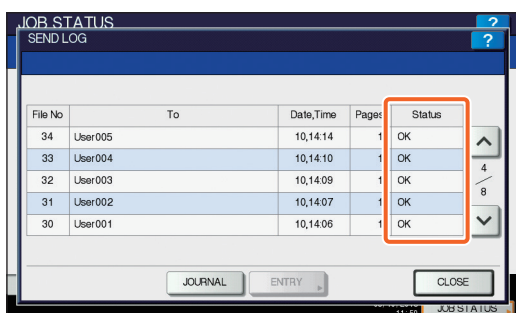 JOB STATUS ?
SEND LOG ?
File No To Date,Time Pages Status
34 User005 10,14:14 1 OK
33 User004 10,14:10 1 OK
32 User003 10,14:09 1 OK
31 User002 10,14:07 1 OK
30 User001 10,14:06 1 OK
4
8
JOURNAL ENTRY CLOSE
JOB STATUS